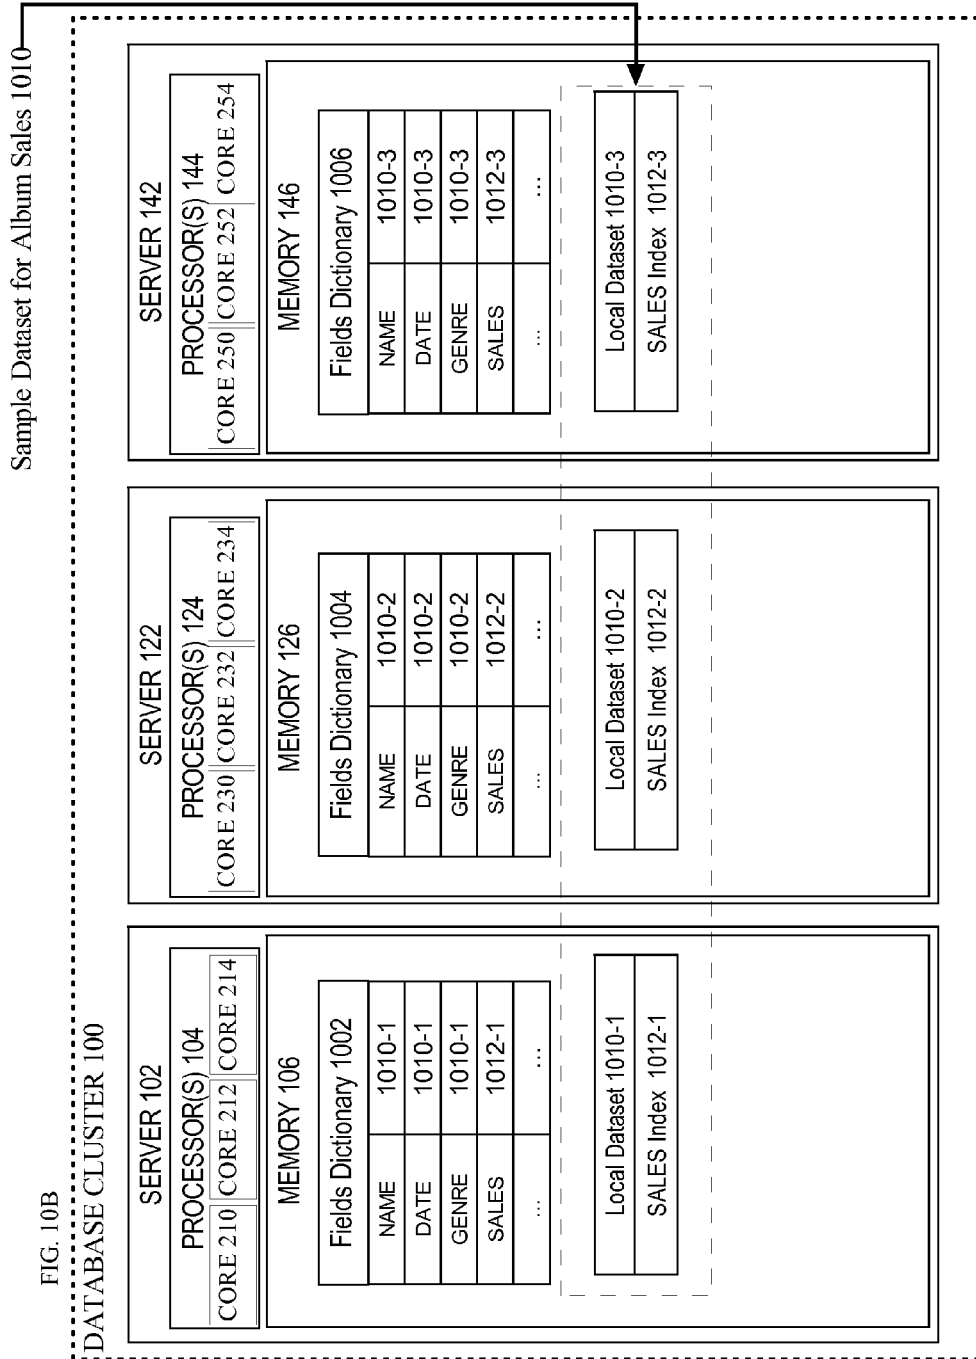 FIG. 10B
Sample Dataset for Album Sales 1010
DATABASE CLUSTER 100
SERVER 102
PROCESSOR(S) 104
CORE 210 CORE 212 CORE 214
MEMORY 106
Fields Dictionary 1002
NAME 1010-1
DATE 1010-1
GENRE 1010-1
SALES 1012-1
... ...
Local Dataset 1010-1
SALES Index 1012-1
SERVER 122
PROCESSOR(S) 124
CORE 230 CORE 232 CORE 234
MEMORY 126
Fields Dictionary 1004
NAME 1010-2
DATE 1010-2
GENRE 1010-2
SALES 1012-2
... ...
Local Dataset 1010-2
SALES Index 1012-2
SERVER 142
PROCESSOR(S) 144
CORE 250 CORE 252 CORE 254
MEMORY 146
Fields Dictionary 1006
NAME 1010-3
DATE 1010-3
GENRE 1010-3
SALES 1012-3
... ...
Local Dataset 1010-3
SALES Index 1012-3